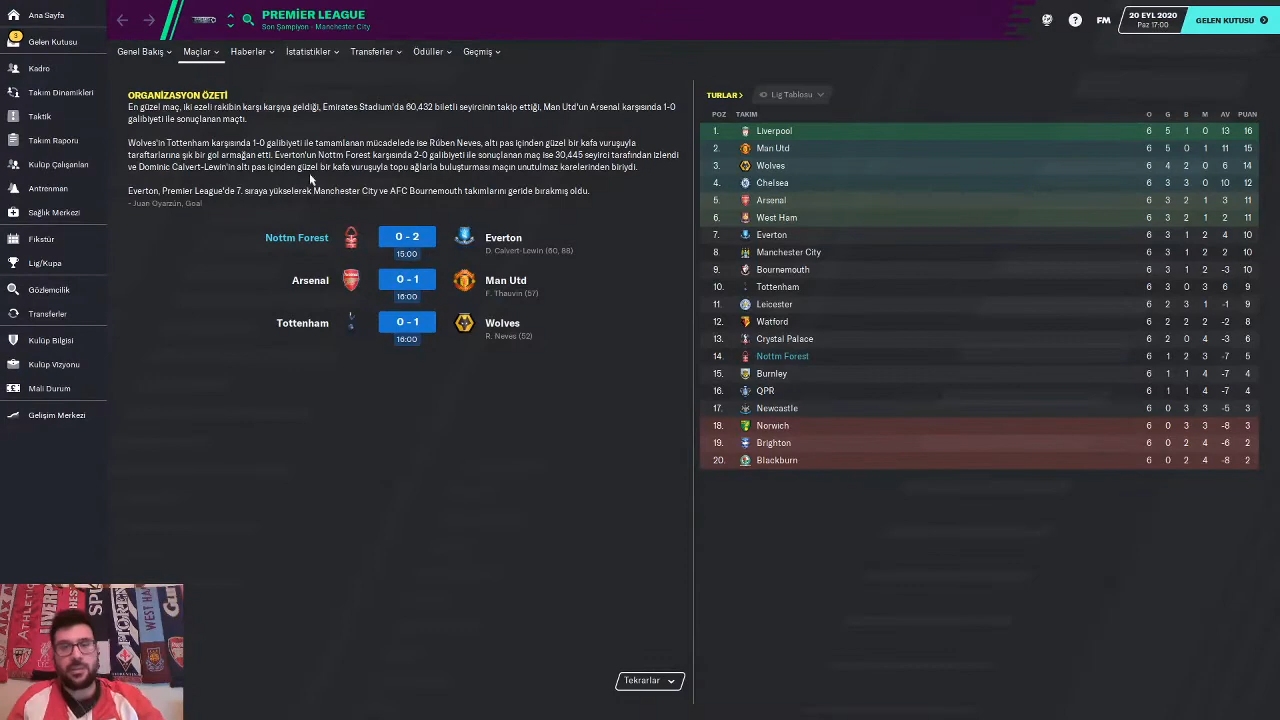 Ana Sayfa
3
Gelen Kutusu
Kadro
Takım Dinamikleri
Taktik
Takım Raporu
Kulüp Çalışanları
Antrenman
Sağlık Merkezi
Fikstür
Lig/Kupa
Gözlemcilik
Transferler
Kulüp Bilgisi
Kulüp Vizyonu
Mali Durum
Gelişim Merkezi
PREMİER LEAGUE
Son Şampiyon - Manchester City
FM
20 EYL 2020
Paz 17:00
GELEN KUTUSU
Genel Bakış Maçlar Haberler İstatistikler Transferler Ödüller Geçmiş
ORGANİZASYON ÖZETİ
En güzel maç, iki ezeli rakibin karşı karşıya geldiği, Emirates Stadium'da 60,432 biletli seyircinin takip ettiği, Man Utd'un Arsenal karşısında 1-0
galibiyeti ile sonuçlanan maçtı.
Wolves'in Tottenham karşısında 1-0 galibiyeti ile tamamlanan mücadelede ise Rúben Neves, altı pas içinden güzel bir kafa vuruşuyla
taraftarlarına şık bir gol armağan etti. Everton'un Nottm Forest karşısında 2-0 galibiyeti ile sonuçlanan maç ise 30,445 seyirci tarafından izlendi
ve Dominic Calvert-Lewin'in altı pas içinden güzel bir kafa vuruşuyla topu ağlarla buluşturması maçın unutulmaz karelerinden biriydi.
Everton, Premier League'de 7. sıraya yükselerek Manchester City ve AFC Bournemouth takımlarını geride bırakmış oldu.
- Juan Oyarzún, Goal
Nottm Forest 0 - 2 Everton
15:00 D. Calvert-Lewin (60, 88)
Arsenal 0 - 1 Man Utd
16:00 F. Thauvin (57)
Tottenham 0 - 1 Wolves
16:00 R. Neves (52)
Tekrarlar
TURLAR > Lig Tablosu
POZ TAKIM O G B M AV PUAN
1. Liverpool 6 5 1 0 13 16
2. Man Utd 6 5 0 1 11 15
3. Wolves 6 4 2 0 6 14
4. Chelsea 6 3 3 0 10 12
5. Arsenal 6 3 2 1 3 11
6. West Ham 6 3 2 1 2 11
7. Everton 6 3 1 2 4 10
8. Manchester City 6 3 1 2 2 10
9. Bournemouth 6 3 1 2 -3 10
10. Tottenham 6 3 0 3 6 9
11. Leicester 6 2 3 1 -1 9
12. Watford 6 2 2 2 -2 8
13. Crystal Palace 6 2 0 4 -3 6
14. Nottm Forest 6 1 2 3 -7 5
15. Burnley 6 1 1 4 -7 4
16. QPR 6 1 1 4 -7 4
17. Newcastle 6 0 3 3 -5 3
18. Norwich 6 0 3 3 -8 3
19. Brighton 6 0 2 4 -6 2
20. Blackburn 6 0 2 4 -8 2
LIVERPOOL
WEST HAM